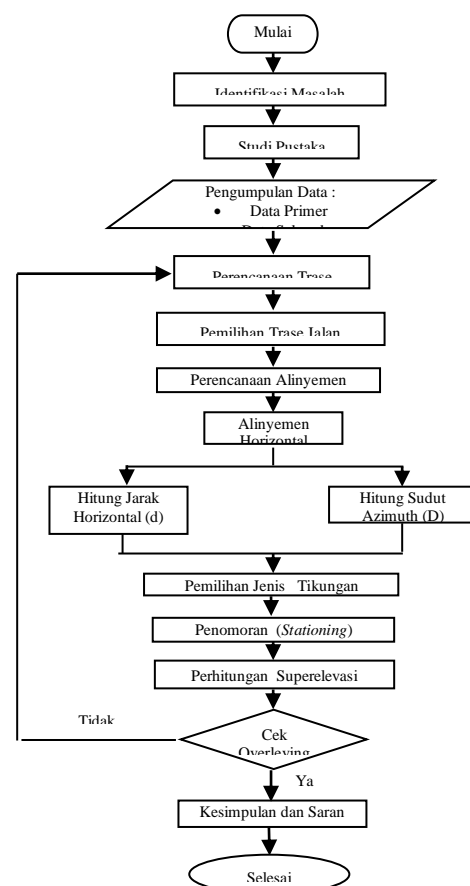 Mulai
Identifikasi Masalah
Studi Pustaka
Pengumpulan Data :
• Data Primer
Perencanaan Trase
Pemilihan Trase Jalan
Perencanaan Alinyemen
Alinyemen
Horizontal
Hitung Jarak
Horizontal (d)
Hitung Sudut
Azimuth (D)
Pemilihan Jenis Tikungan
Penomoran (Stationing)
Perhitungan Superelevasi
Tidak
Cek
Overleying
Ya
Kesimpulan dan Saran
Selesai